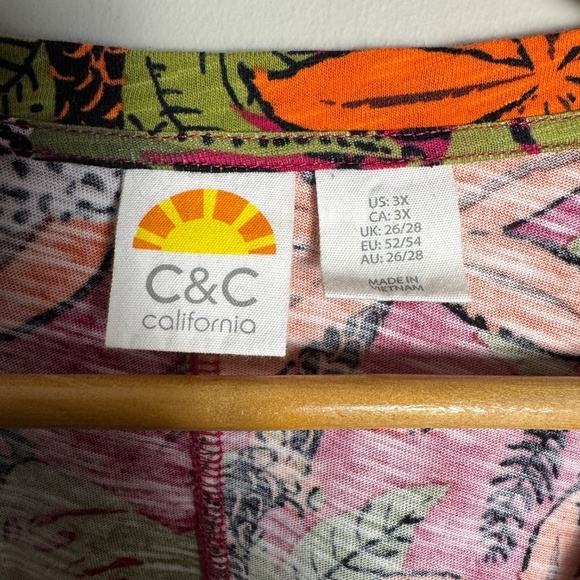 C&C
california
US: 3X
CA: 3X
UK: 26/28
EU: 52/54
AU: 26/28
MADE IN
VIETNAM